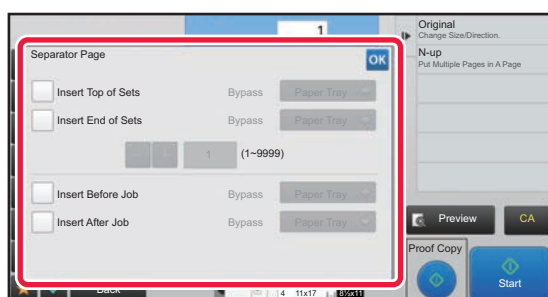 1
Original
Change Size/Direction.
N-up
Put Multiple Pages in A Page
Separator Page
OK
Insert Top of Sets Bypass Paper Tray
Insert End of Sets Bypass Paper Tray
1 (1~9999)
Insert Before Job Bypass Paper Tray
Insert After Job Bypass Paper Tray
Preview CA
Proof Copy
Start
Back
4 11x17 8½x11